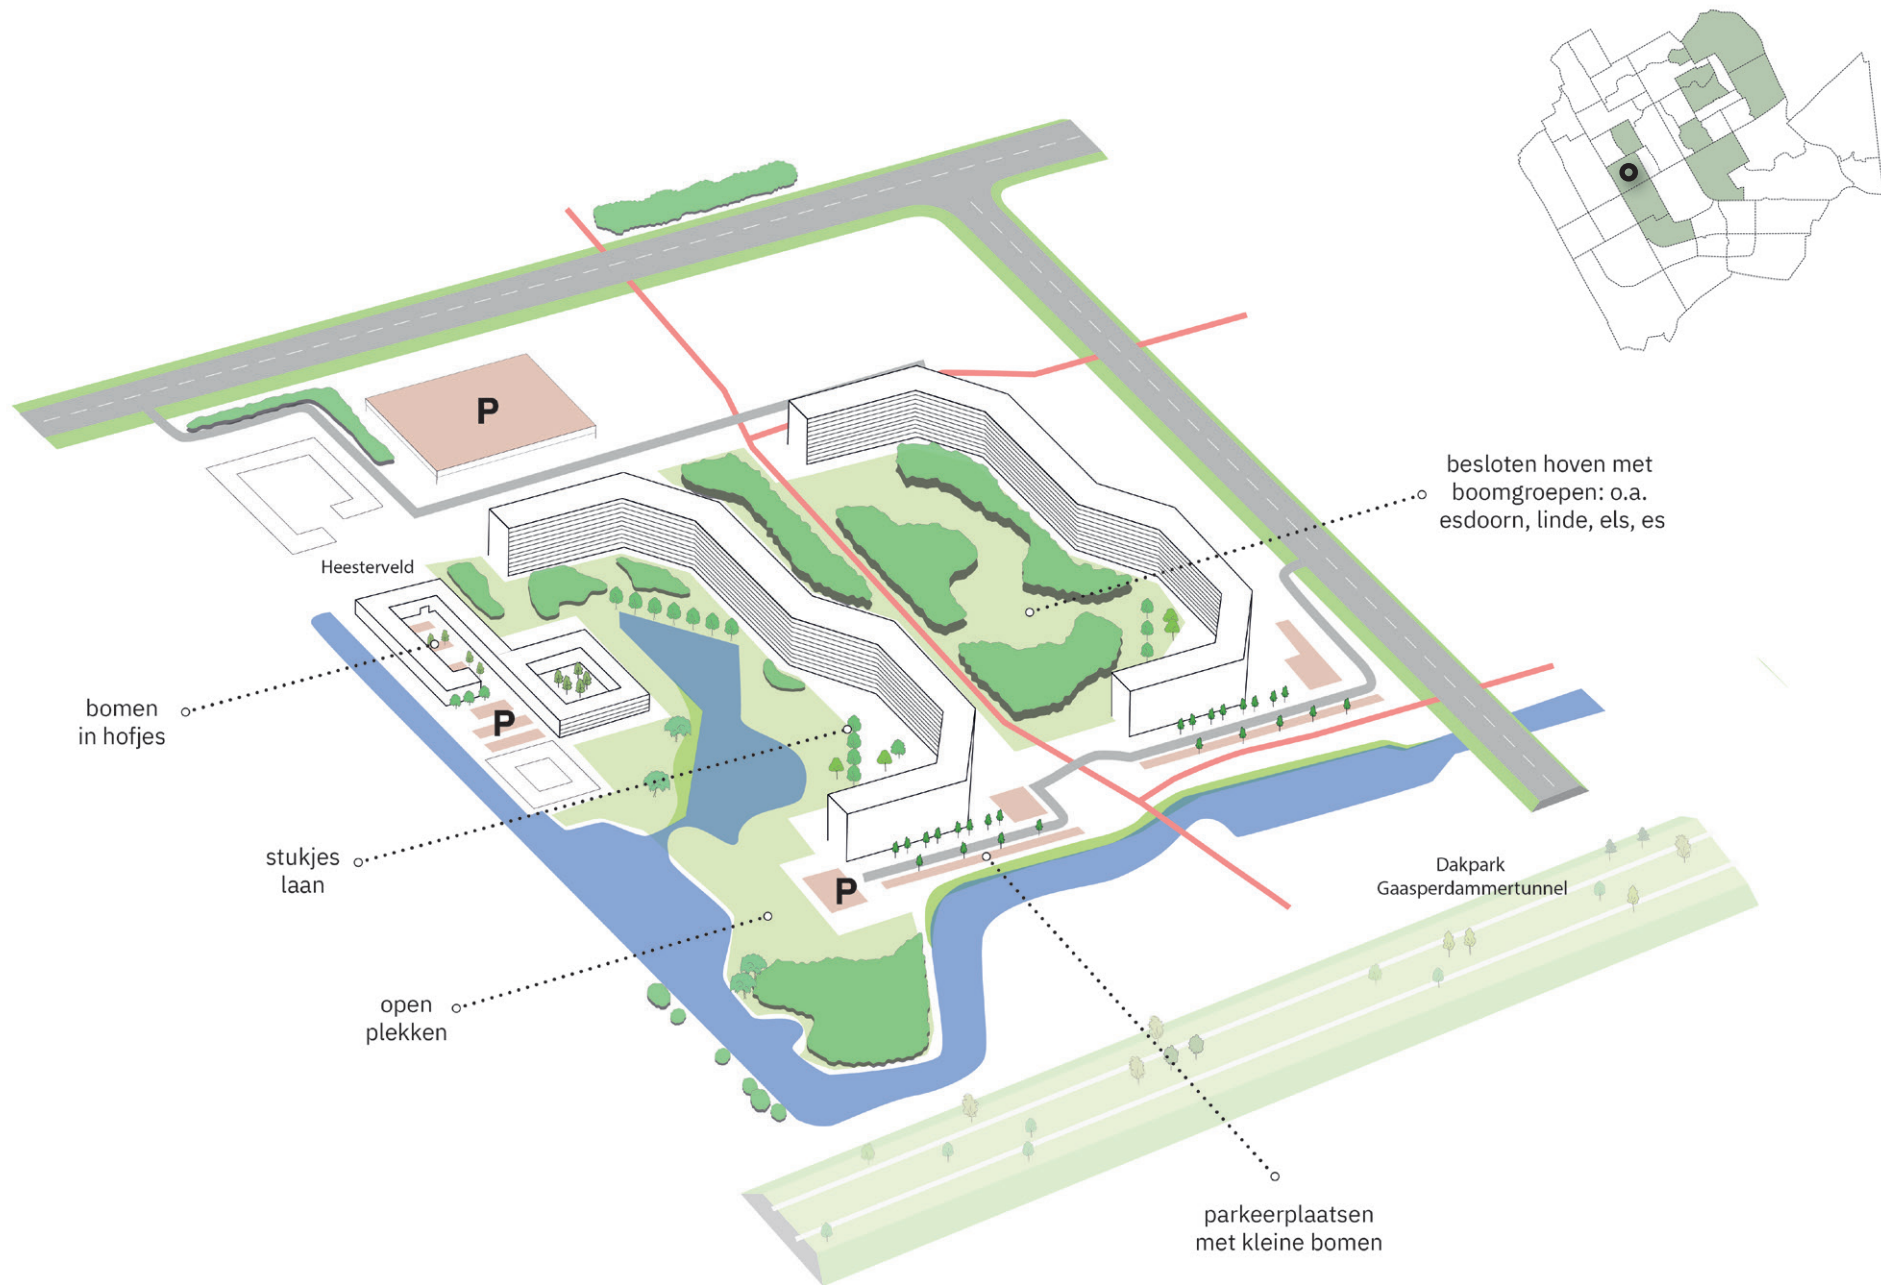 P
besloten hoven met
boomgroepen: o.a.
esdoorn, linde, els, es
Heesterveld
bomen
in hofjes
P
stukjes
laan
P
Dakpark
Gaasperdammertunnel
open
plekken
parkeerplaatsen
met kleine bomen